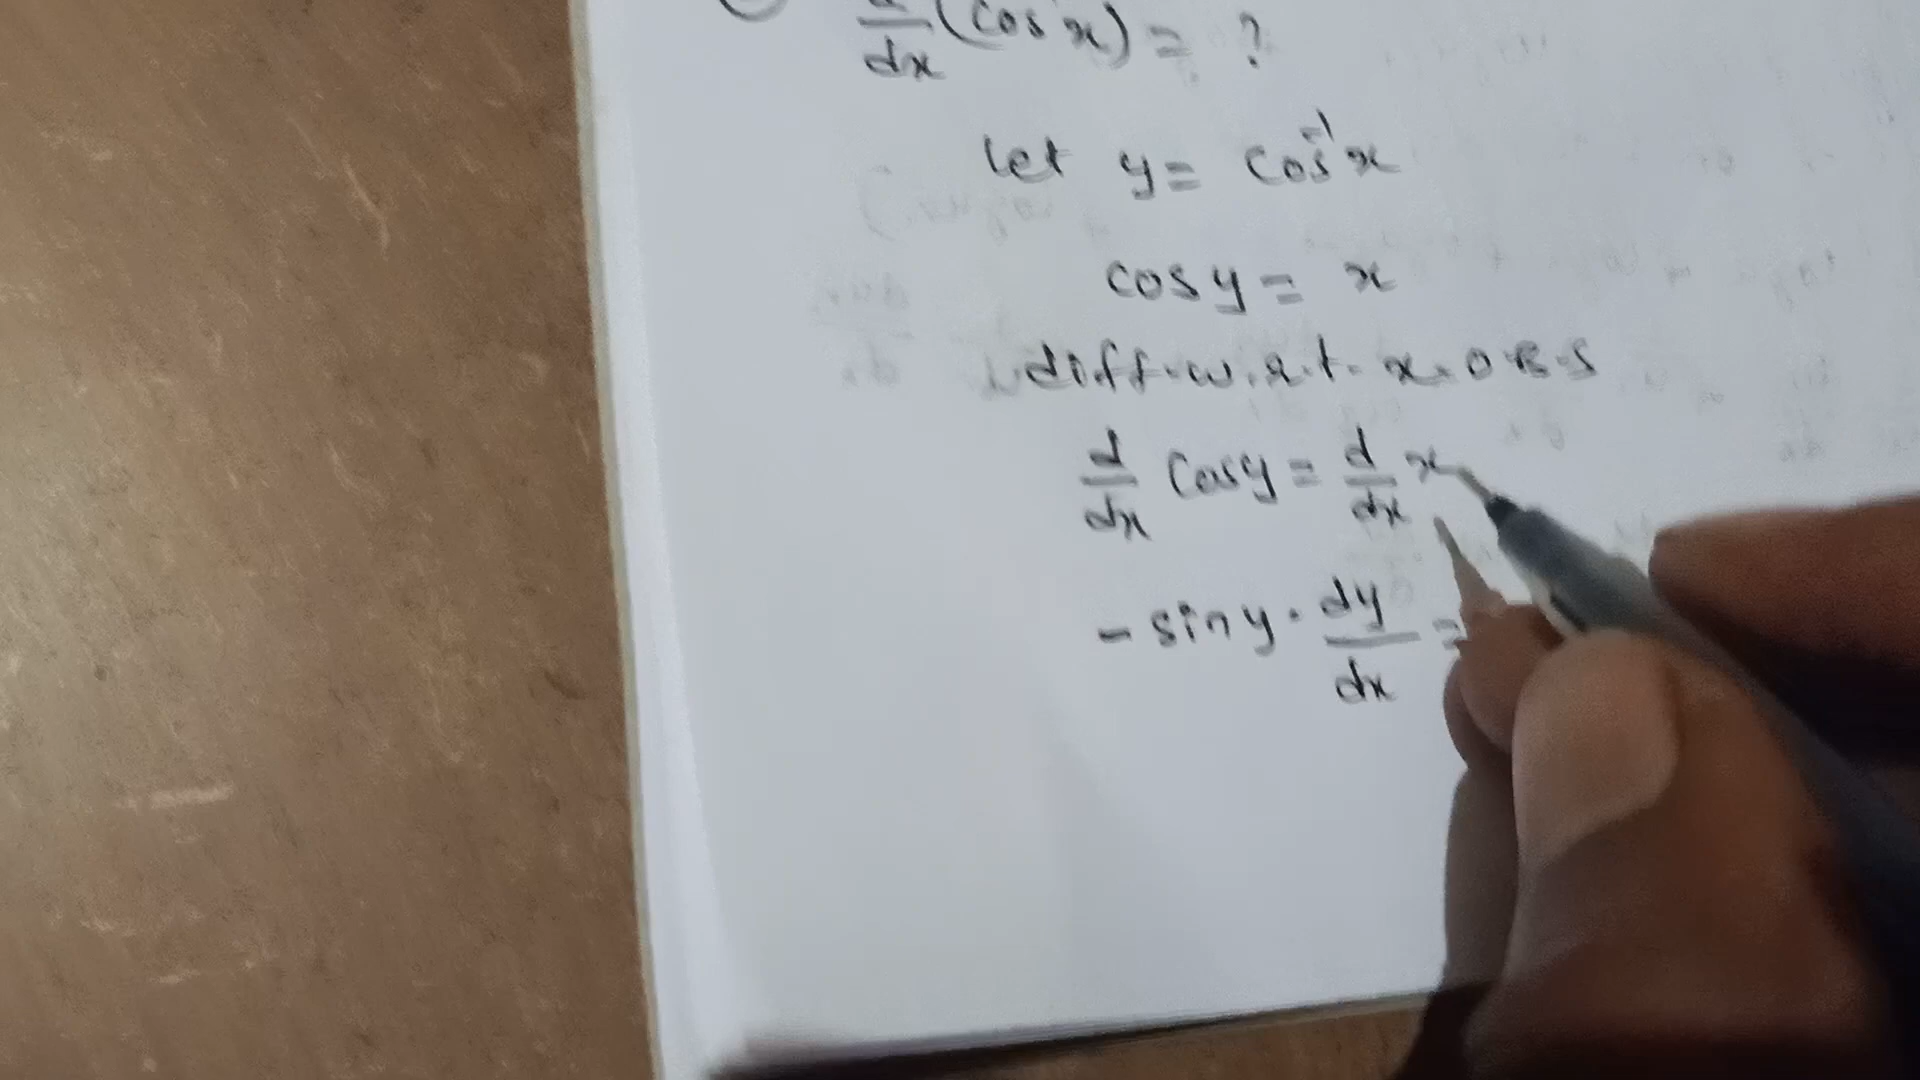 d/dx (cos⁻¹x) = ?
let y = cos⁻¹x
cos y = x
diff. w.r.t. x. O.B.S
d/dx cos y = d/dx x
- sin y . dy/dx =